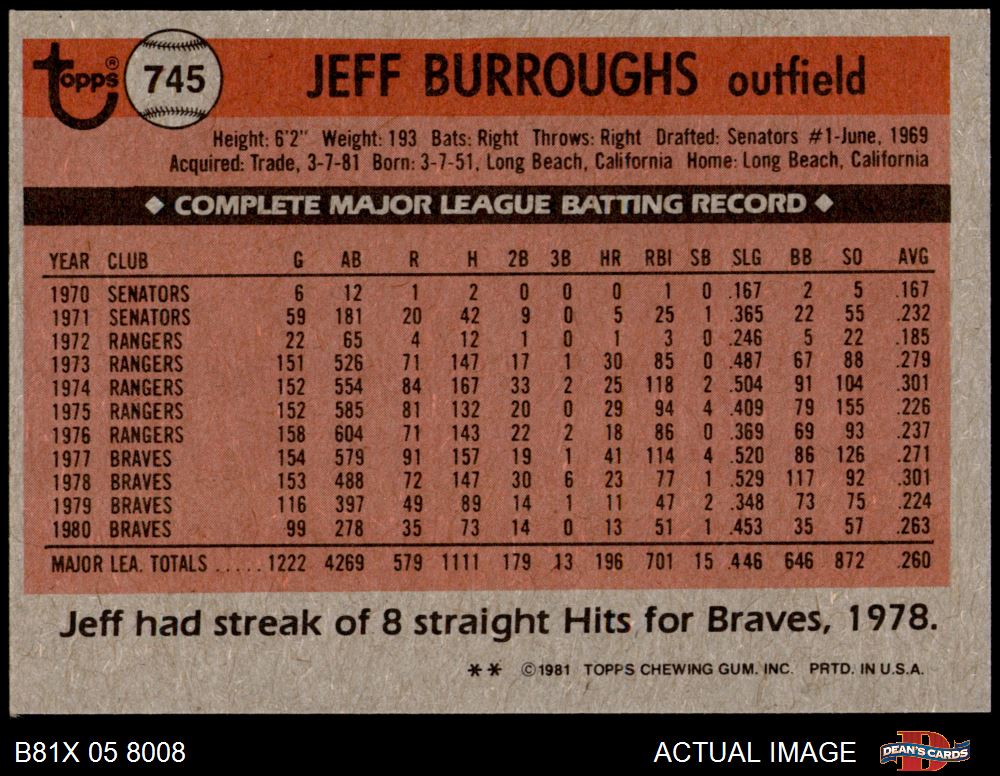 topps® 745 JEFF BURROUGHS outfield
Height: 6'2" Weight: 193 Bats: Right Throws: Right Drafted: Senators #1-June, 1969
Acquired: Trade, 3-7-81 Born: 3-7-51, Long Beach, California Home: Long Beach, California
◆ COMPLETE MAJOR LEAGUE BATTING RECORD ◆
YEAR CLUB G AB R H 2B 3B HR RBI SB SLG BB SO AVG
1970 SENATORS 6 12 1 2 0 0 0 1 0 .167 2 5 .167
1971 SENATORS 59 181 20 42 9 0 5 25 1 .365 22 55 .232
1972 RANGERS 22 65 4 12 1 0 1 3 0 .246 5 22 .185
1973 RANGERS 151 526 71 147 17 1 30 85 0 .487 67 88 .279
1974 RANGERS 152 554 84 167 33 2 25 118 2 .504 91 104 .301
1975 RANGERS 152 585 81 132 20 0 29 94 4 .409 79 155 .226
1976 RANGERS 158 604 71 143 22 2 18 86 0 .369 69 93 .237
1977 BRAVES 154 579 91 157 19 1 41 114 4 .520 86 126 .271
1978 BRAVES 153 488 72 147 30 6 23 77 1 .529 117 92 .301
1979 BRAVES 116 397 49 89 14 1 11 47 2 .348 73 75 .224
1980 BRAVES 99 278 35 73 14 0 13 51 1 .453 35 57 .263
MAJOR LEA. TOTALS ..... 1222 4269 579 1111 179 13 196 701 15 .446 646 872 .260
Jeff had streak of 8 straight Hits for Braves, 1978.
** ©1981 TOPPS CHEWING GUM. INC. PRTD. IN U.S.A.
B81X 05 8008 ACTUAL IMAGE DEAN'S CARDS